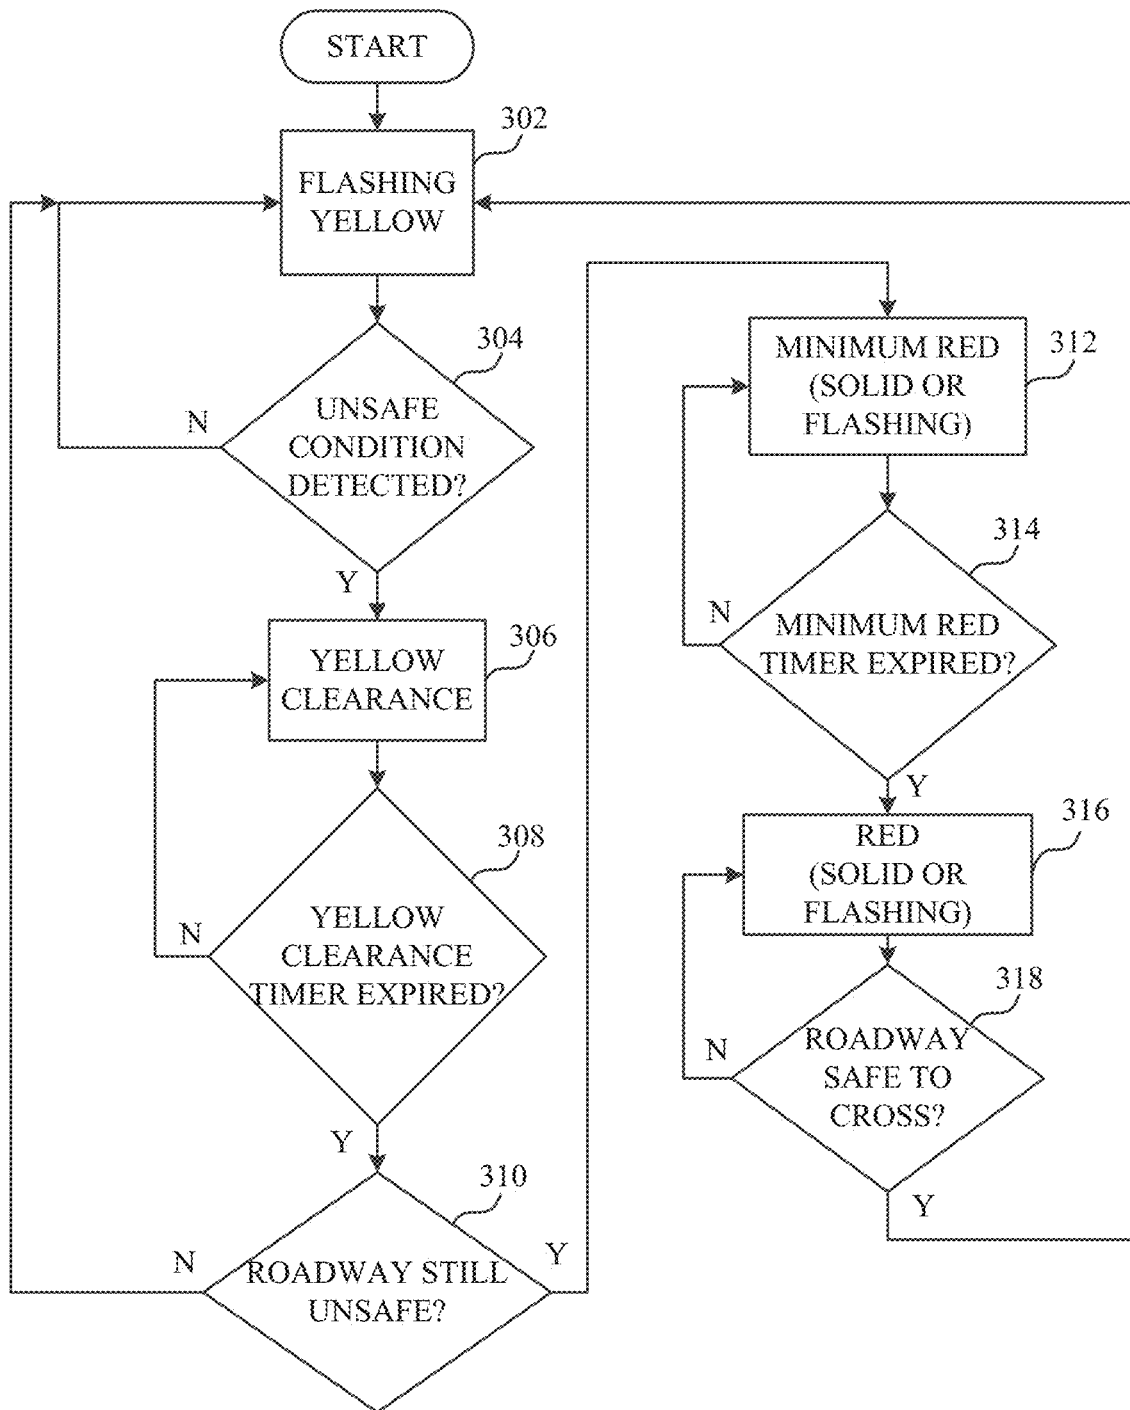 START
302
FLASHING
YELLOW
304
N
UNSAFE
CONDITION
DETECTED?
Y
306
YELLOW
CLEARANCE
308
N
YELLOW
CLEARANCE
TIMER EXPIRED?
Y
310
N
Y
ROADWAY STILL
UNSAFE?
312
MINIMUM RED
(SOLID OR
FLASHING)
314
N
MINIMUM RED
TIMER EXPIRED?
Y
316
RED
(SOLID OR
FLASHING)
318
N
ROADWAY
SAFE TO
CROSS?
Y